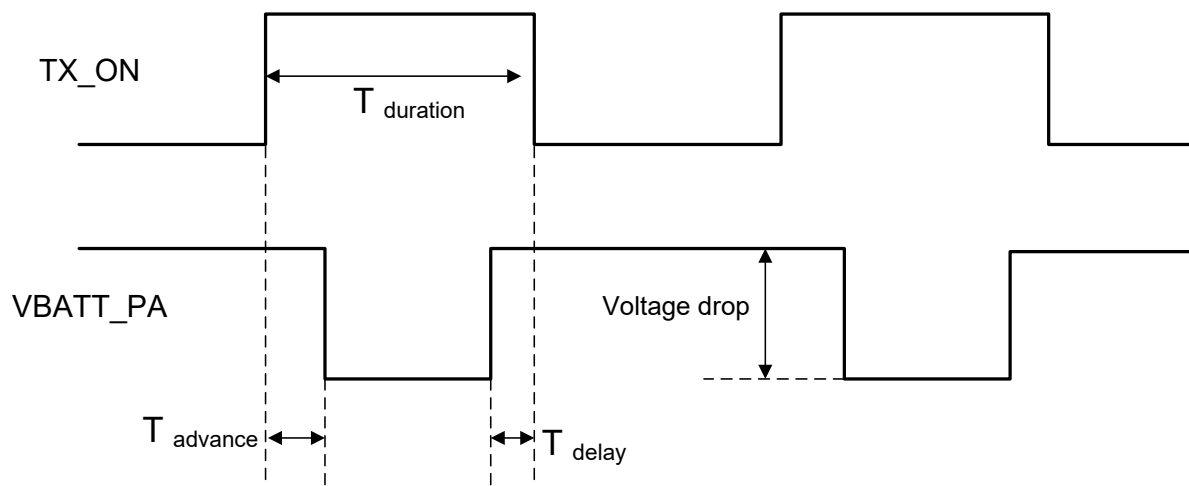 TX_ON
T duration
VBATT_PA
Voltage drop
T advance
T delay